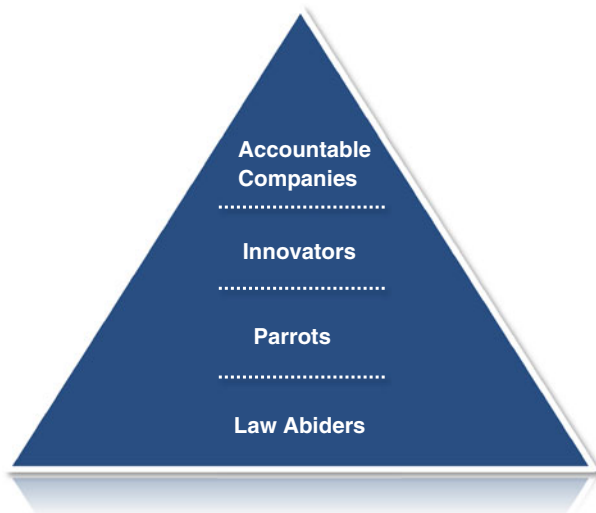 Accountable
Companies
Innovators
Parrots
Law Abiders